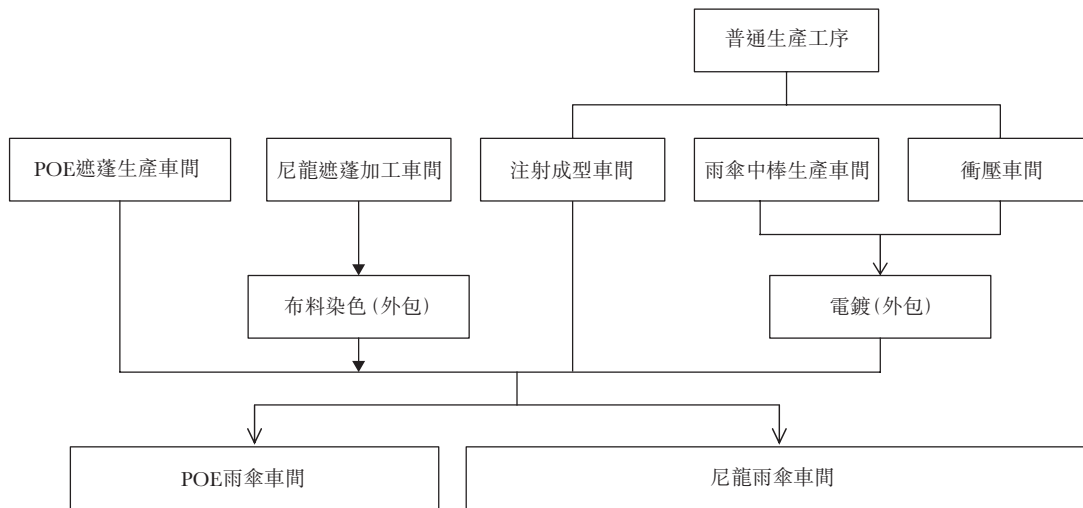 普通生產工序
POE遮蓬生產車間
尼龍遮蓬加工車間
注射成型車間
雨傘中棒生產車間
衝壓車間
布料染色(外包)
電鍍(外包)
POE雨傘車間
尼龍雨傘車間